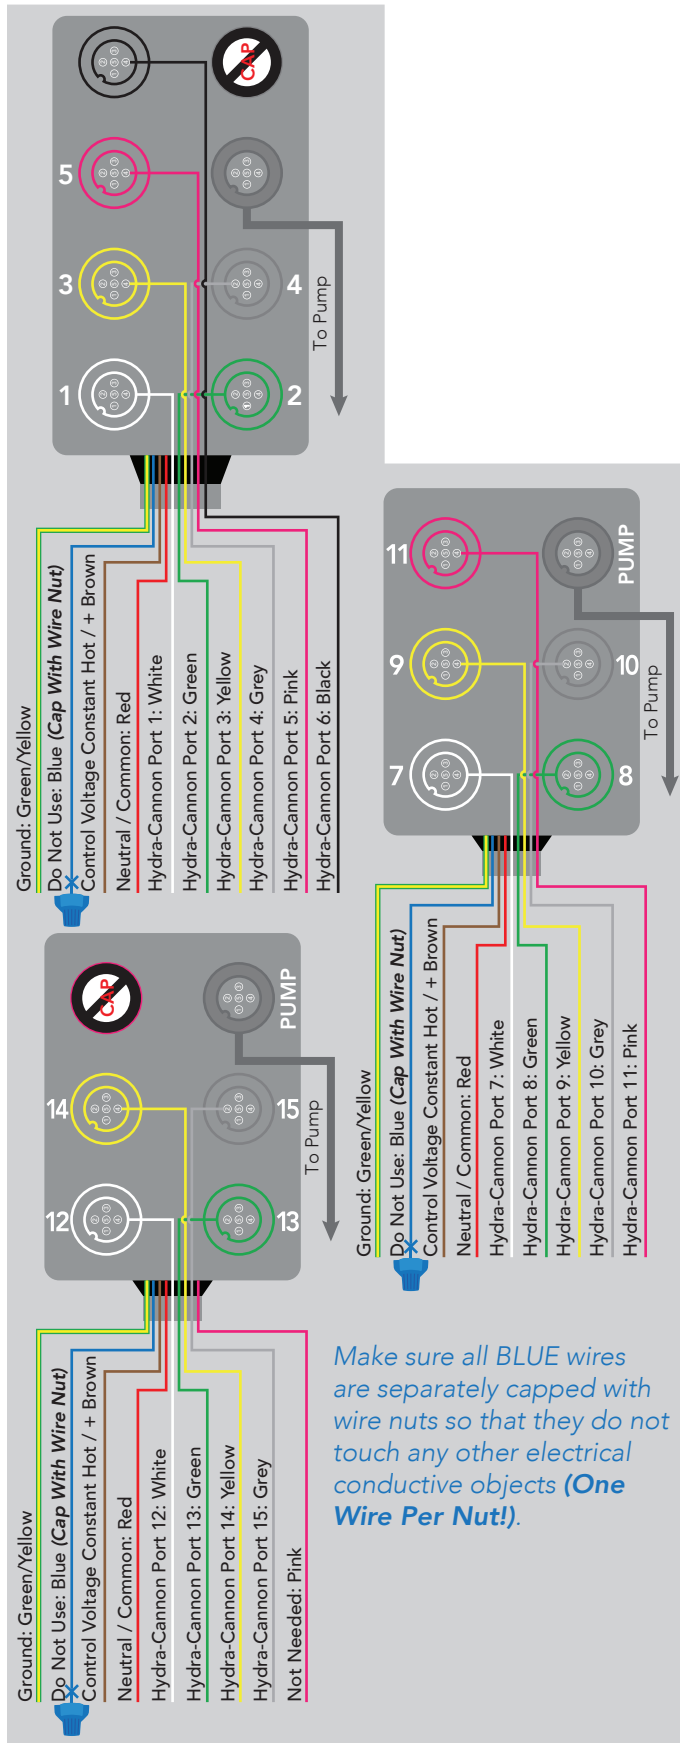 CAP
5
3
4
1
2
To Pump
Ground: Green/Yellow
Do Not Use: Blue (Cap With Wire Nut)
Control Voltage Constant Hot / + Brown
Neutral / Common: Red
Hydra-Cannon Port 1: White
Hydra-Cannon Port 2: Green
Hydra-Cannon Port 3: Yellow
Hydra-Cannon Port 4: Grey
Hydra-Cannon Port 5: Pink
Hydra-Cannon Port 6: Black
11
PUMP
9
10
7
8
To Pump
Ground: Green/Yellow
Do Not Use: Blue (Cap With Wire Nut)
Control Voltage Constant Hot / + Brown
Neutral / Common: Red
Hydra-Cannon Port 7: White
Hydra-Cannon Port 8: Green
Hydra-Cannon Port 9: Yellow
Hydra-Cannon Port 10: Grey
Hydra-Cannon Port 11: Pink
CAP
PUMP
14
15
12
13
To Pump
Ground: Green/Yellow
Do Not Use: Blue (Cap With Wire Nut)
Control Voltage Constant Hot / + Brown
Neutral / Common: Red
Hydra-Cannon Port 12: White
Hydra-Cannon Port 13: Green
Hydra-Cannon Port 14: Yellow
Hydra-Cannon Port 15: Grey
Not Needed: Pink
Make sure all BLUE wires
are separately capped with
wire nuts so that they do not
touch any other electrical
conductive objects (One
Wire Per Nut!).